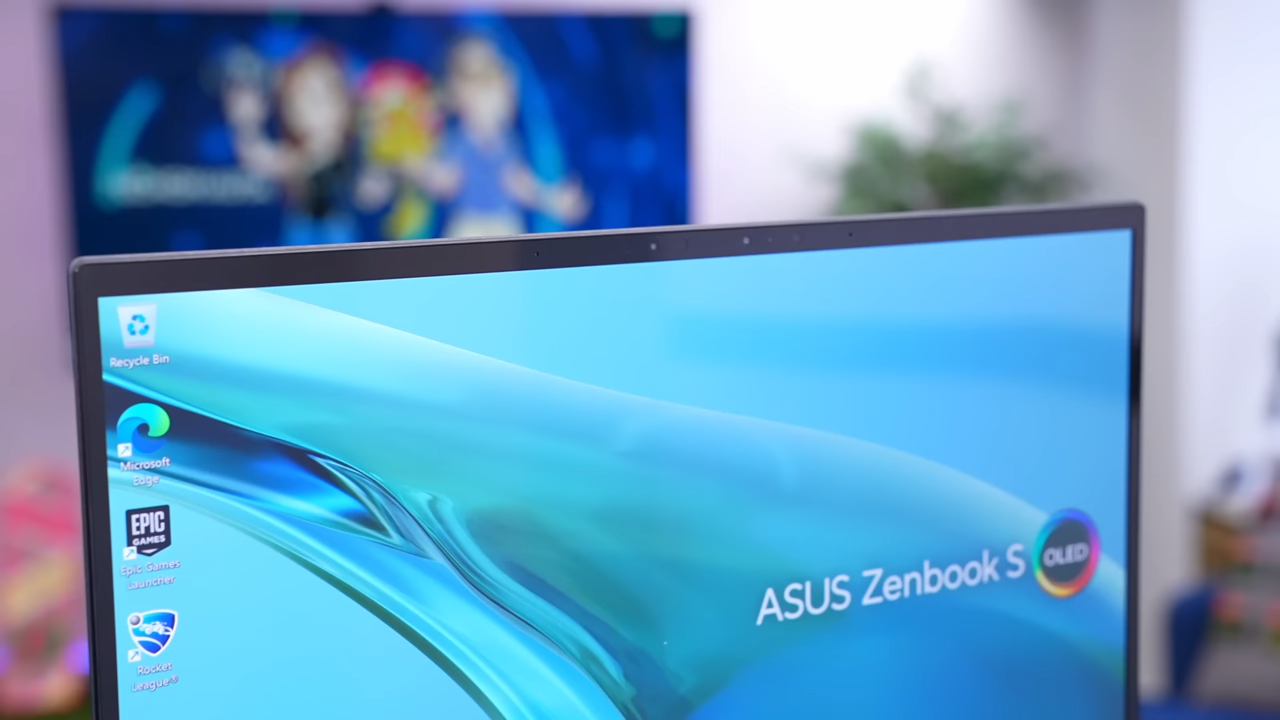 Recycle Bin
Microsoft
Edge
EPIC
GAMES
Epic Games
Launcher
Rocket
League®
ASUS Zenbook S
OLED